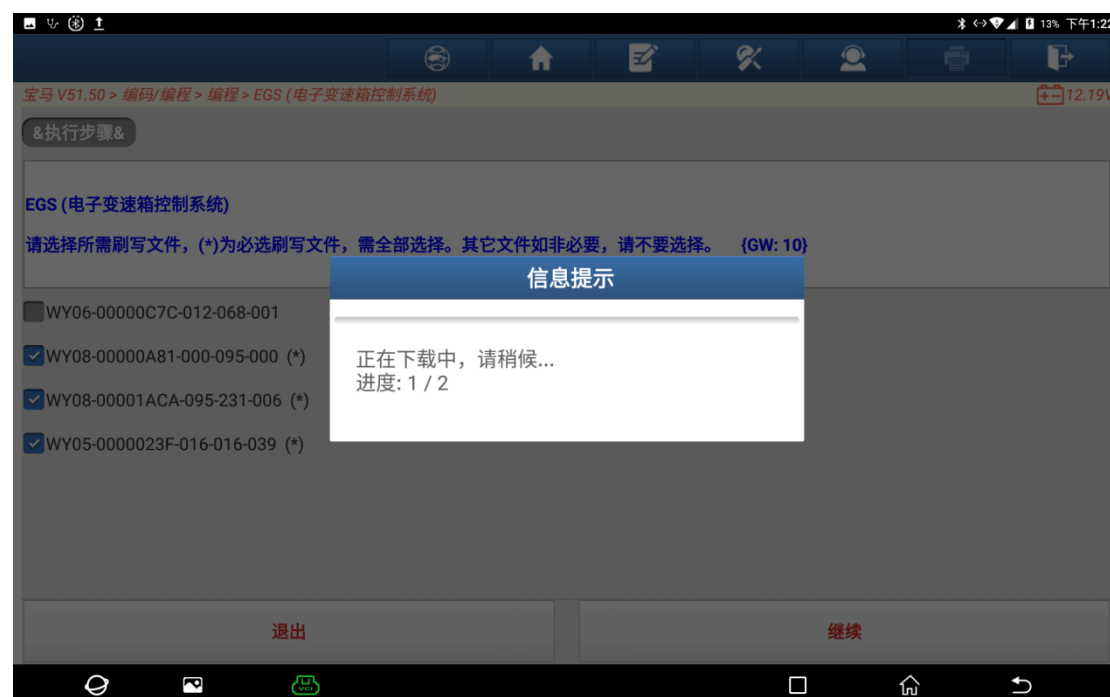 13% 下午1:22
宝马 V51.50 > 编码/编程 > 编程 > EGS (电子变速箱控制系统)
12.19V
&执行步骤&
EGS (电子变速箱控制系统)
请选择所需刷写文件，(*)为必选刷写文件，需全部选择。其它文件如非必要，请不要选择。 {GW: 10}
信息提示
正在下载中，请稍候...
进度: 1 / 2
WY06-00000C7C-012-068-001
WY08-00000A81-000-095-000 (*)
WY08-00001ACA-095-231-006 (*)
WY05-0000023F-016-016-039 (*)
退出
继续
VCI